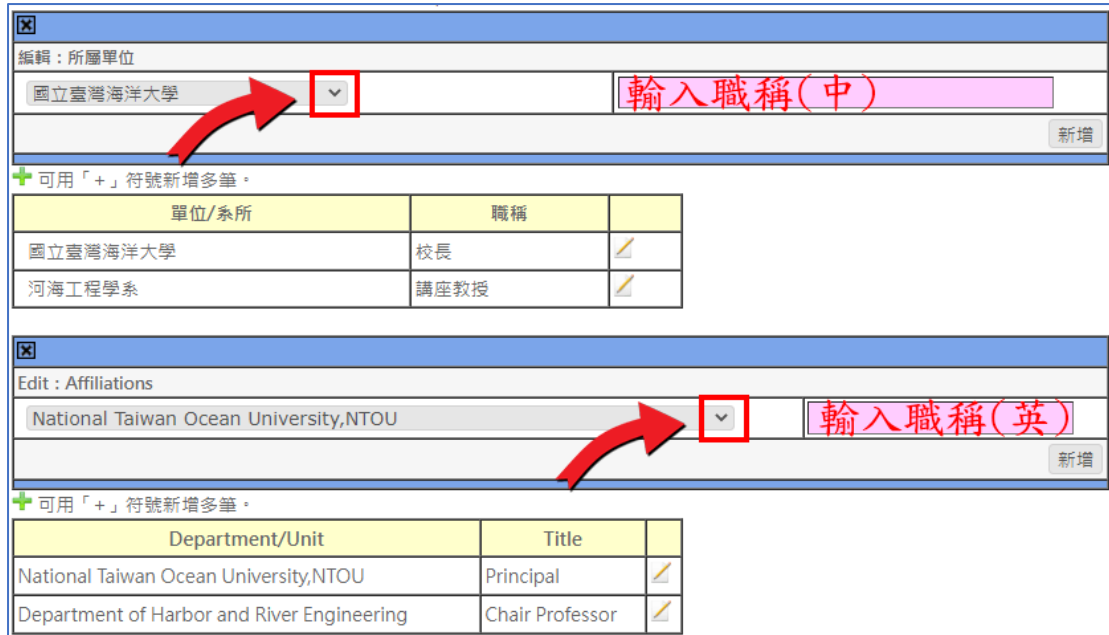 編輯：所屬單位
國立臺灣海洋大學 輸入職稱(中)
新增
可用「+」符號新增多筆。
單位/系所 職稱
國立臺灣海洋大學 校長
河海工程學系 講座教授
Edit : Affiliations
National Taiwan Ocean University,NTOU 輸入職稱(英)
新增
可用「+」符號新增多筆。
Department/Unit Title
National Taiwan Ocean University,NTOU Principal
Department of Harbor and River Engineering Chair Professor